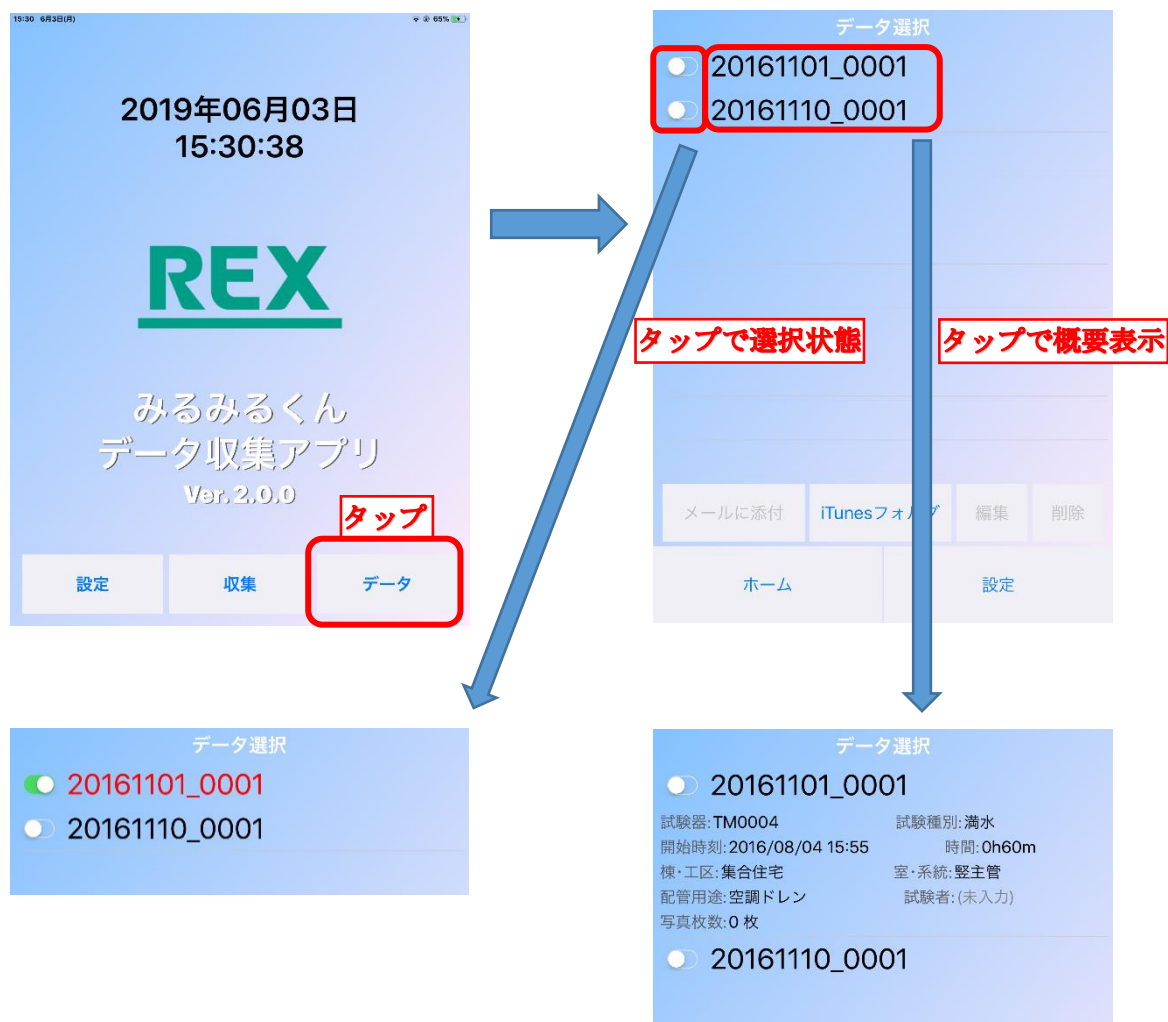 15:30 6月3日(月)
65%
2019年06月03日
15:30:38
REX
みるみるくん
データ収集アプリ
Ver.2.0.0
タップ
設定
収集
データ
データ選択
20161101_0001
20161110_0001
タップで選択状態
タップで概要表示
メールに添付
iTunesフォルダ
編集
削除
ホーム
設定
データ選択
20161101_0001
20161110_0001
データ選択
20161101_0001
試験器:TM0004 試験種別:満水
開始時刻:2016/08/04 15:55 時間:0h60m
棟・工区:集合住宅 室・系統:竪主管
配管用途:空調ドレン 試験者:(未入力)
写真枚数:0 枚
20161110_0001